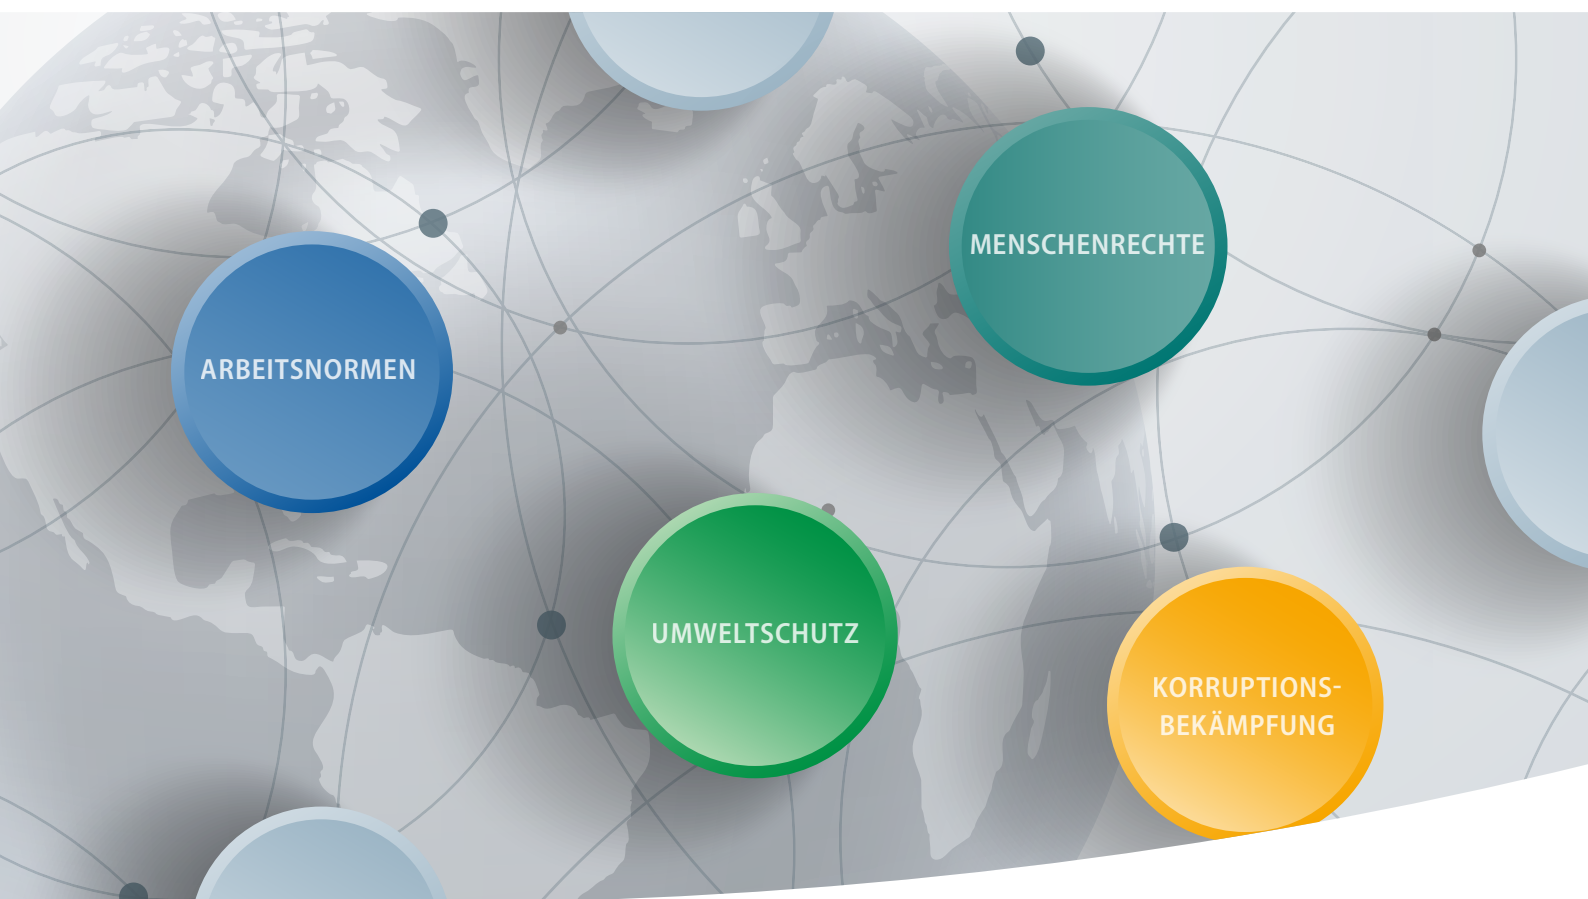 MENSCHENRECHTE
ARBEITSNORMEN
UMWELTSCHUTZ
KORRUPTIONS-
BEKÄMPFUNG